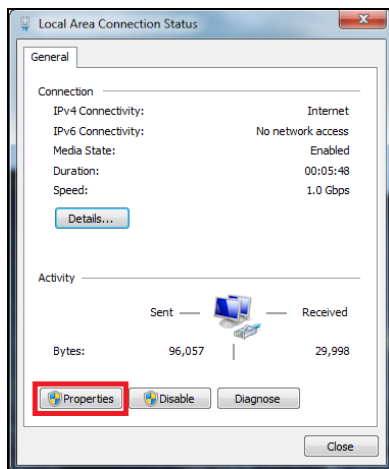 Local Area Connection Status
General
Connection
IPv4 Connectivity: Internet
IPv6 Connectivity: No network access
Media State: Enabled
Duration: 00:05:48
Speed: 1.0 Gbps
Details...
Activity
Sent Received
Bytes: 96,057 29,998
Properties Disable Diagnose
Close